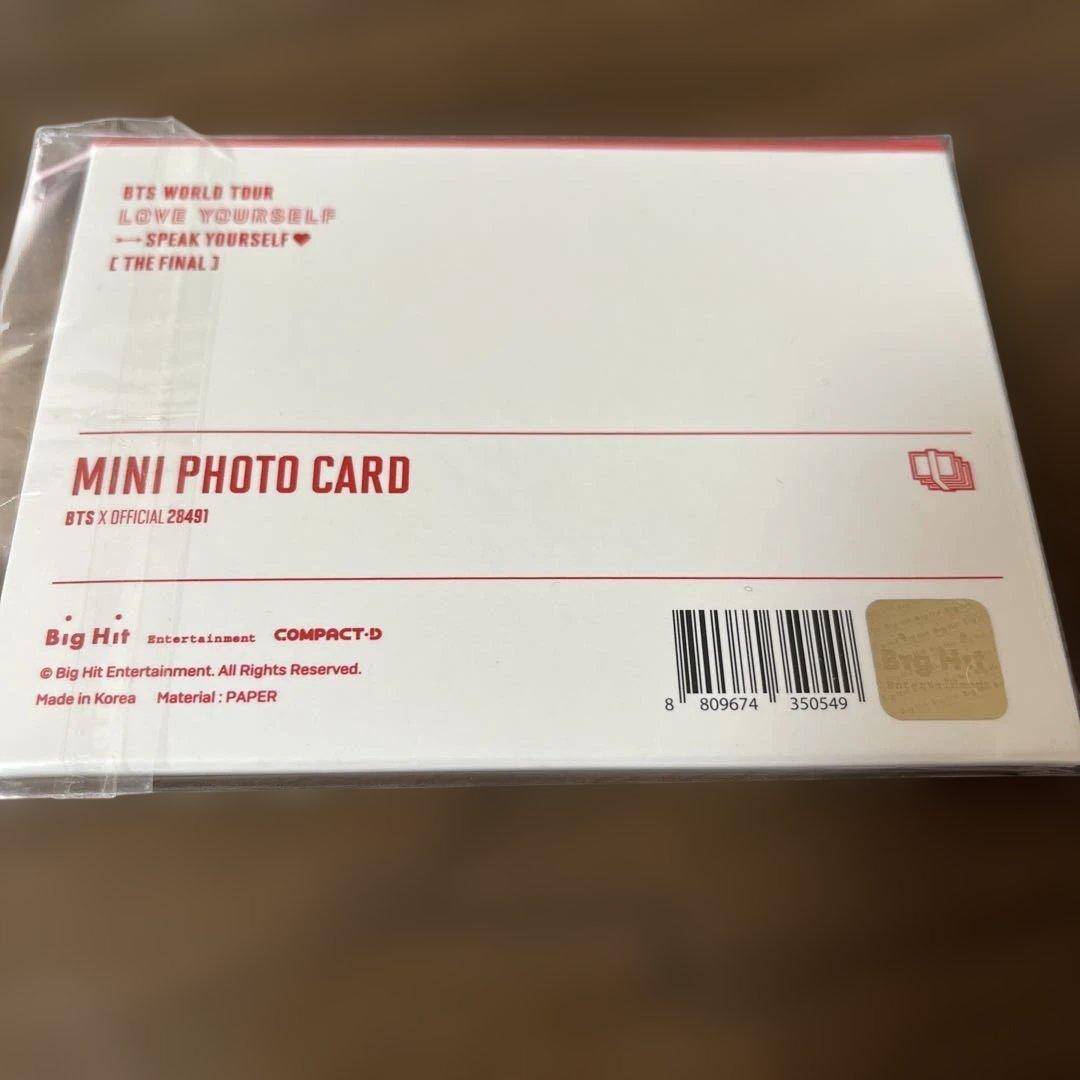 BTS WORLD TOUR
LOVE YOURSELF
SPEAK YOURSELF
[ THE FINAL ]
MINI PHOTO CARD
BTS X OFFICIAL 28491
Big Hit Entertainment COMPACT·D
© Big Hit Entertainment. All Rights Reserved.
Made in Korea Material : PAPER
8 809674 350549
Big Hit
Entertainment